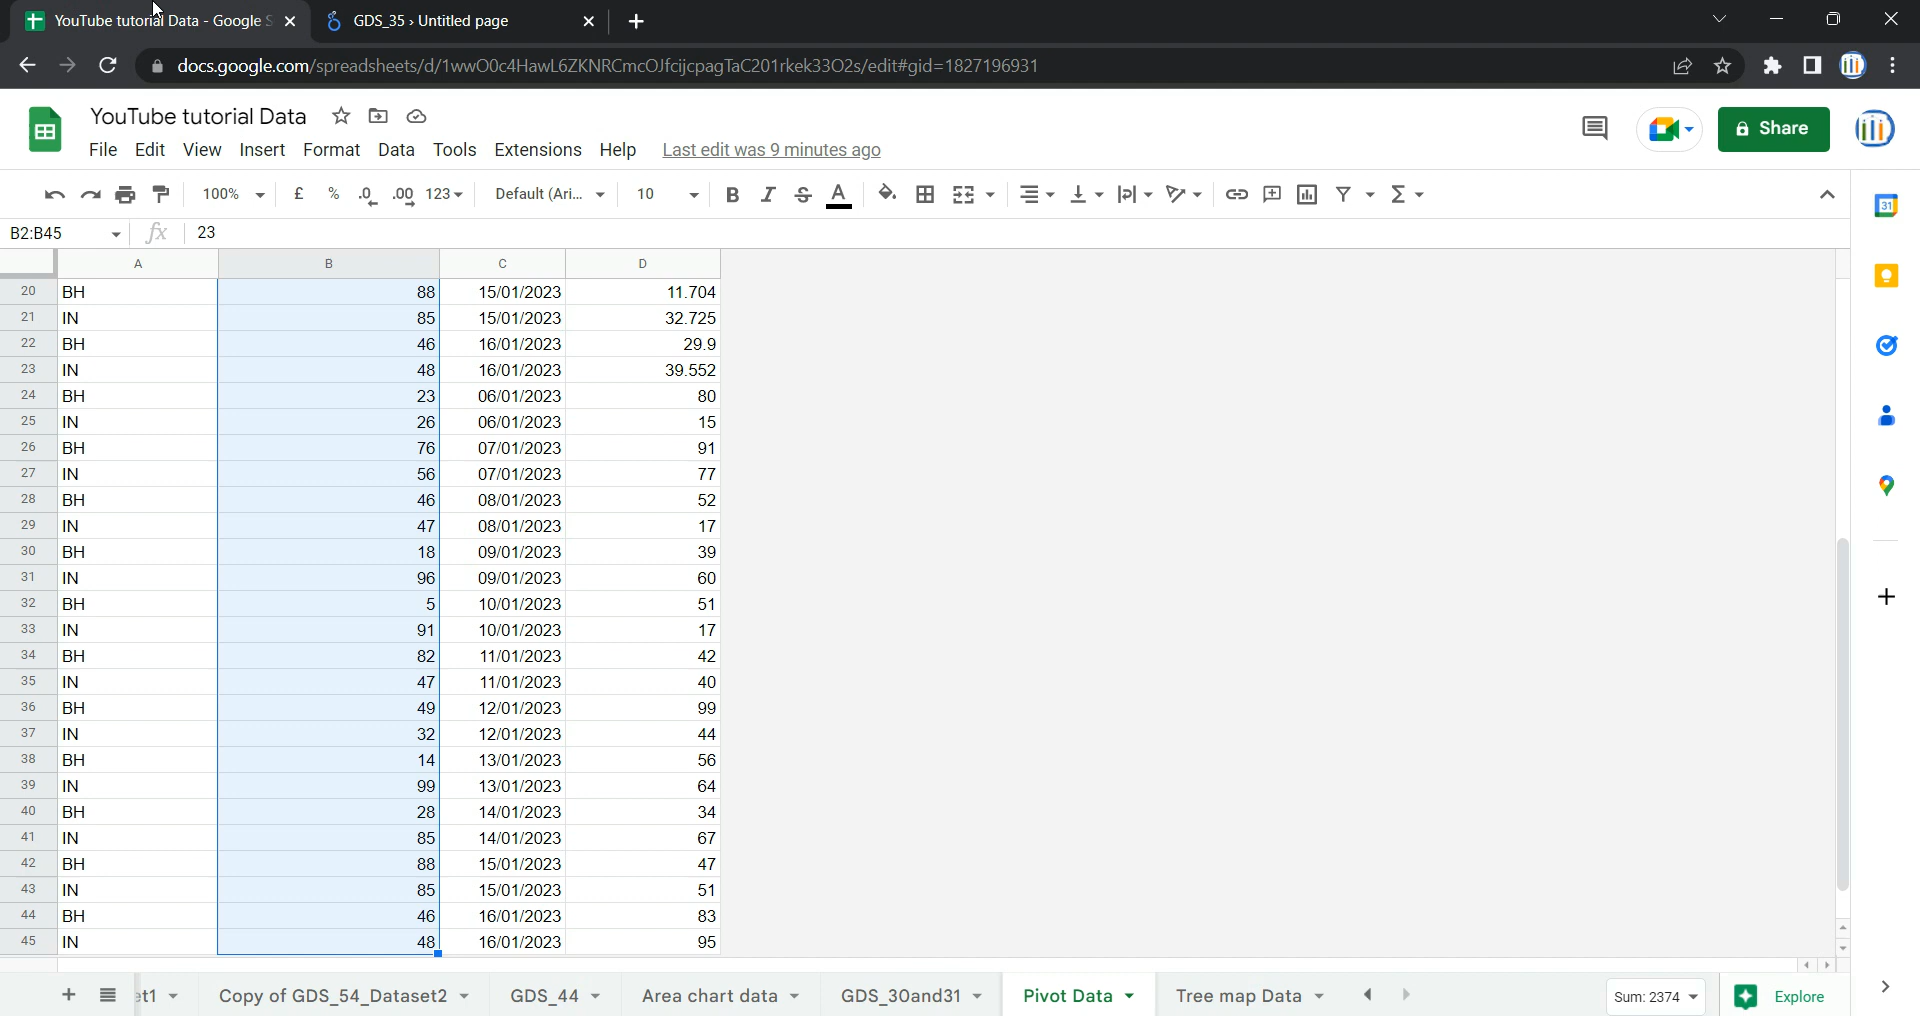 YouTube tutorial Data - Google S
GDS_35 › Untitled page
docs.google.com/spreadsheets/d/1wwO0c4HawL6ZKNRCmcOJfcijcpagTaC201rkek33O2s/edit#gid=1827196931
YouTube tutorial Data
File Edit View Insert Format Data Tools Extensions Help Last edit was 9 minutes ago
Share
100% £ % .0 .00 123 Default (Ari... 10 B I S A
B2:B45 fx 23
A B C D
20 BH 88 15/01/2023 11.704
21 IN 85 15/01/2023 32.725
22 BH 46 16/01/2023 29.9
23 IN 48 16/01/2023 39.552
24 BH 23 06/01/2023 80
25 IN 26 06/01/2023 15
26 BH 76 07/01/2023 91
27 IN 56 07/01/2023 77
28 BH 46 08/01/2023 52
29 IN 47 08/01/2023 17
30 BH 18 09/01/2023 39
31 IN 96 09/01/2023 60
32 BH 5 10/01/2023 51
33 IN 91 10/01/2023 17
34 BH 82 11/01/2023 42
35 IN 47 11/01/2023 40
36 BH 49 12/01/2023 99
37 IN 32 12/01/2023 44
38 BH 14 13/01/2023 56
39 IN 99 13/01/2023 64
40 BH 28 14/01/2023 34
41 IN 85 14/01/2023 67
42 BH 88 15/01/2023 47
43 IN 85 15/01/2023 51
44 BH 46 16/01/2023 83
45 IN 48 16/01/2023 95
et1 Copy of GDS_54_Dataset2 GDS_44 Area chart data GDS_30and31 Pivot Data Tree map Data Sum: 2374 Explore
31